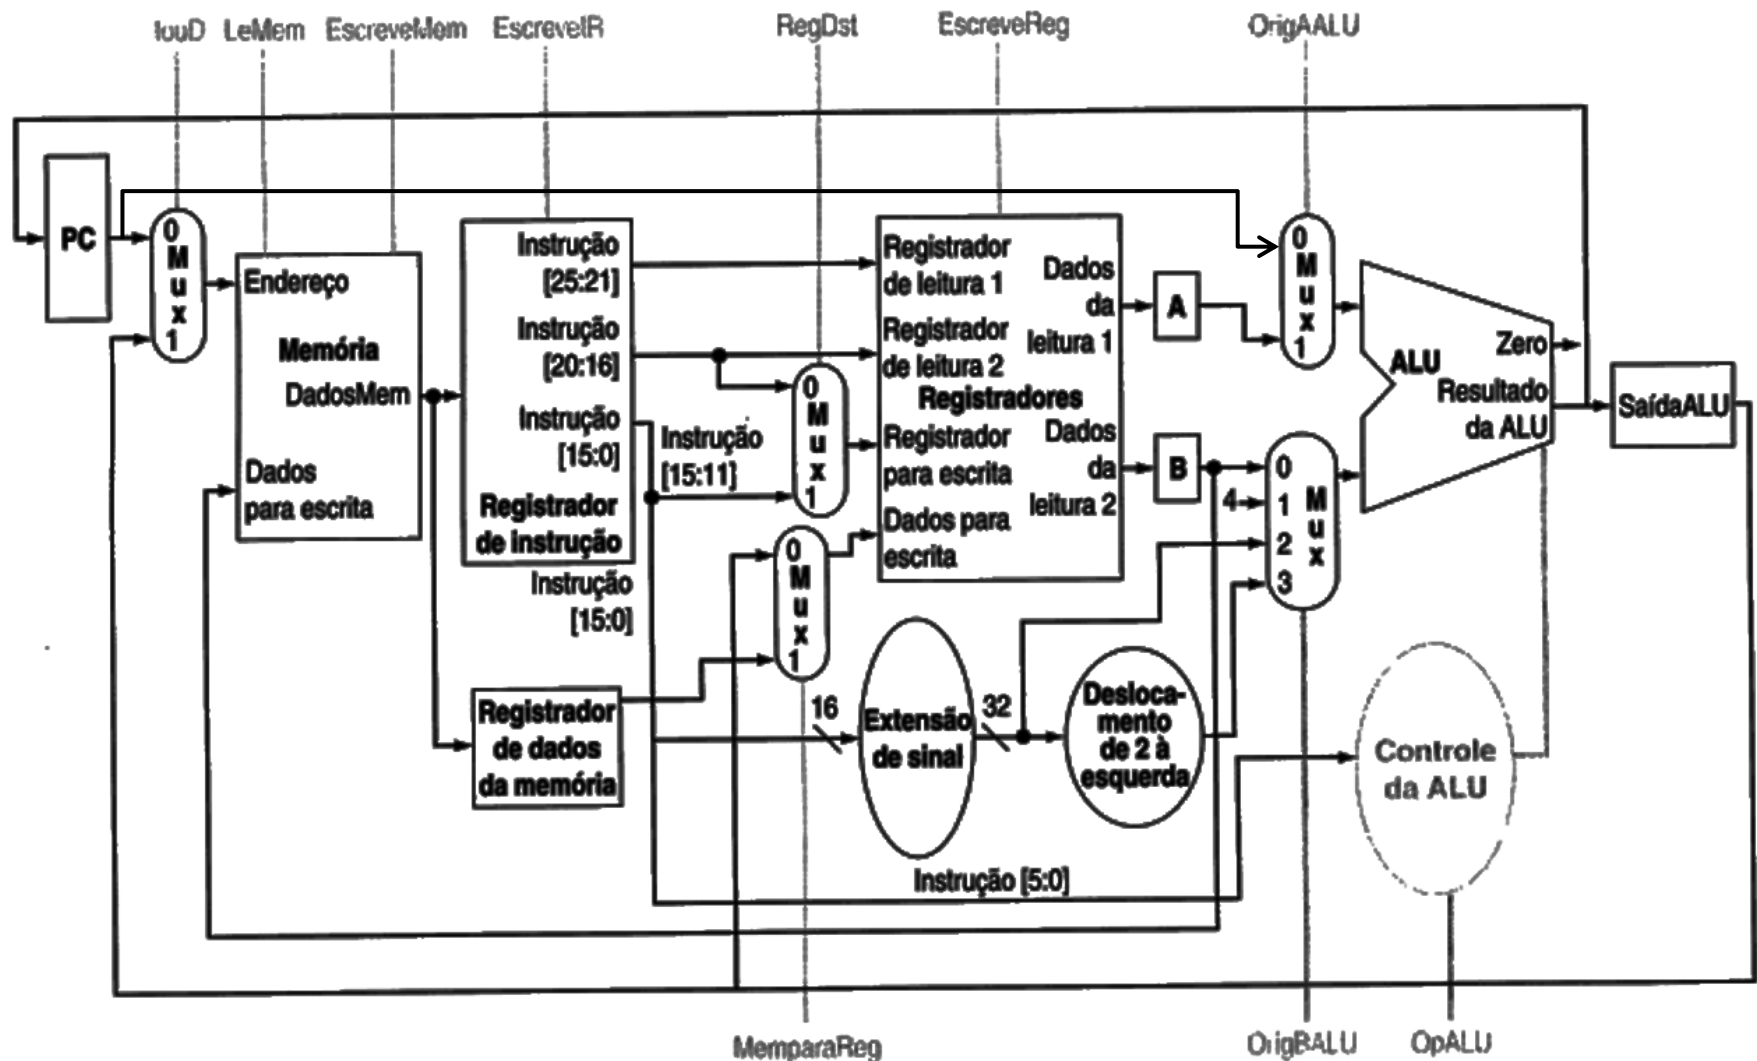 IouD LeMem EscreveMem EscreveIR RegDst EscreveReg OrigAALU
PC
0
M
u
x
1
Endereço
Memória
DadosMem
Dados
para escrita
Instrução
[25:21]
Instrução
[20:16]
Instrução
[15:0]
Registrador
de instrução
Instrução
[15:0]
Instrução
[15:11]
Registrador
de dados
da memória
0
M
u
x
1
0
M
u
x
1
Registrador
de leitura 1
Registrador
de leitura 2
Registradores
Registrador
para escrita
Dados para
escrita
Dados
da
leitura 1
Dados
da
leitura 2
A
B
4
0
M
u
x
1
0
1
2
3
M
u
x
ALU
Zero
Resultado
da ALU
SaídaALU
16
Extensão
de sinal
32
Desloca-
mento
de 2 à
esquerda
Controle
da ALU
Instrução [5:0]
MemparaReg OrigBALU OpALU